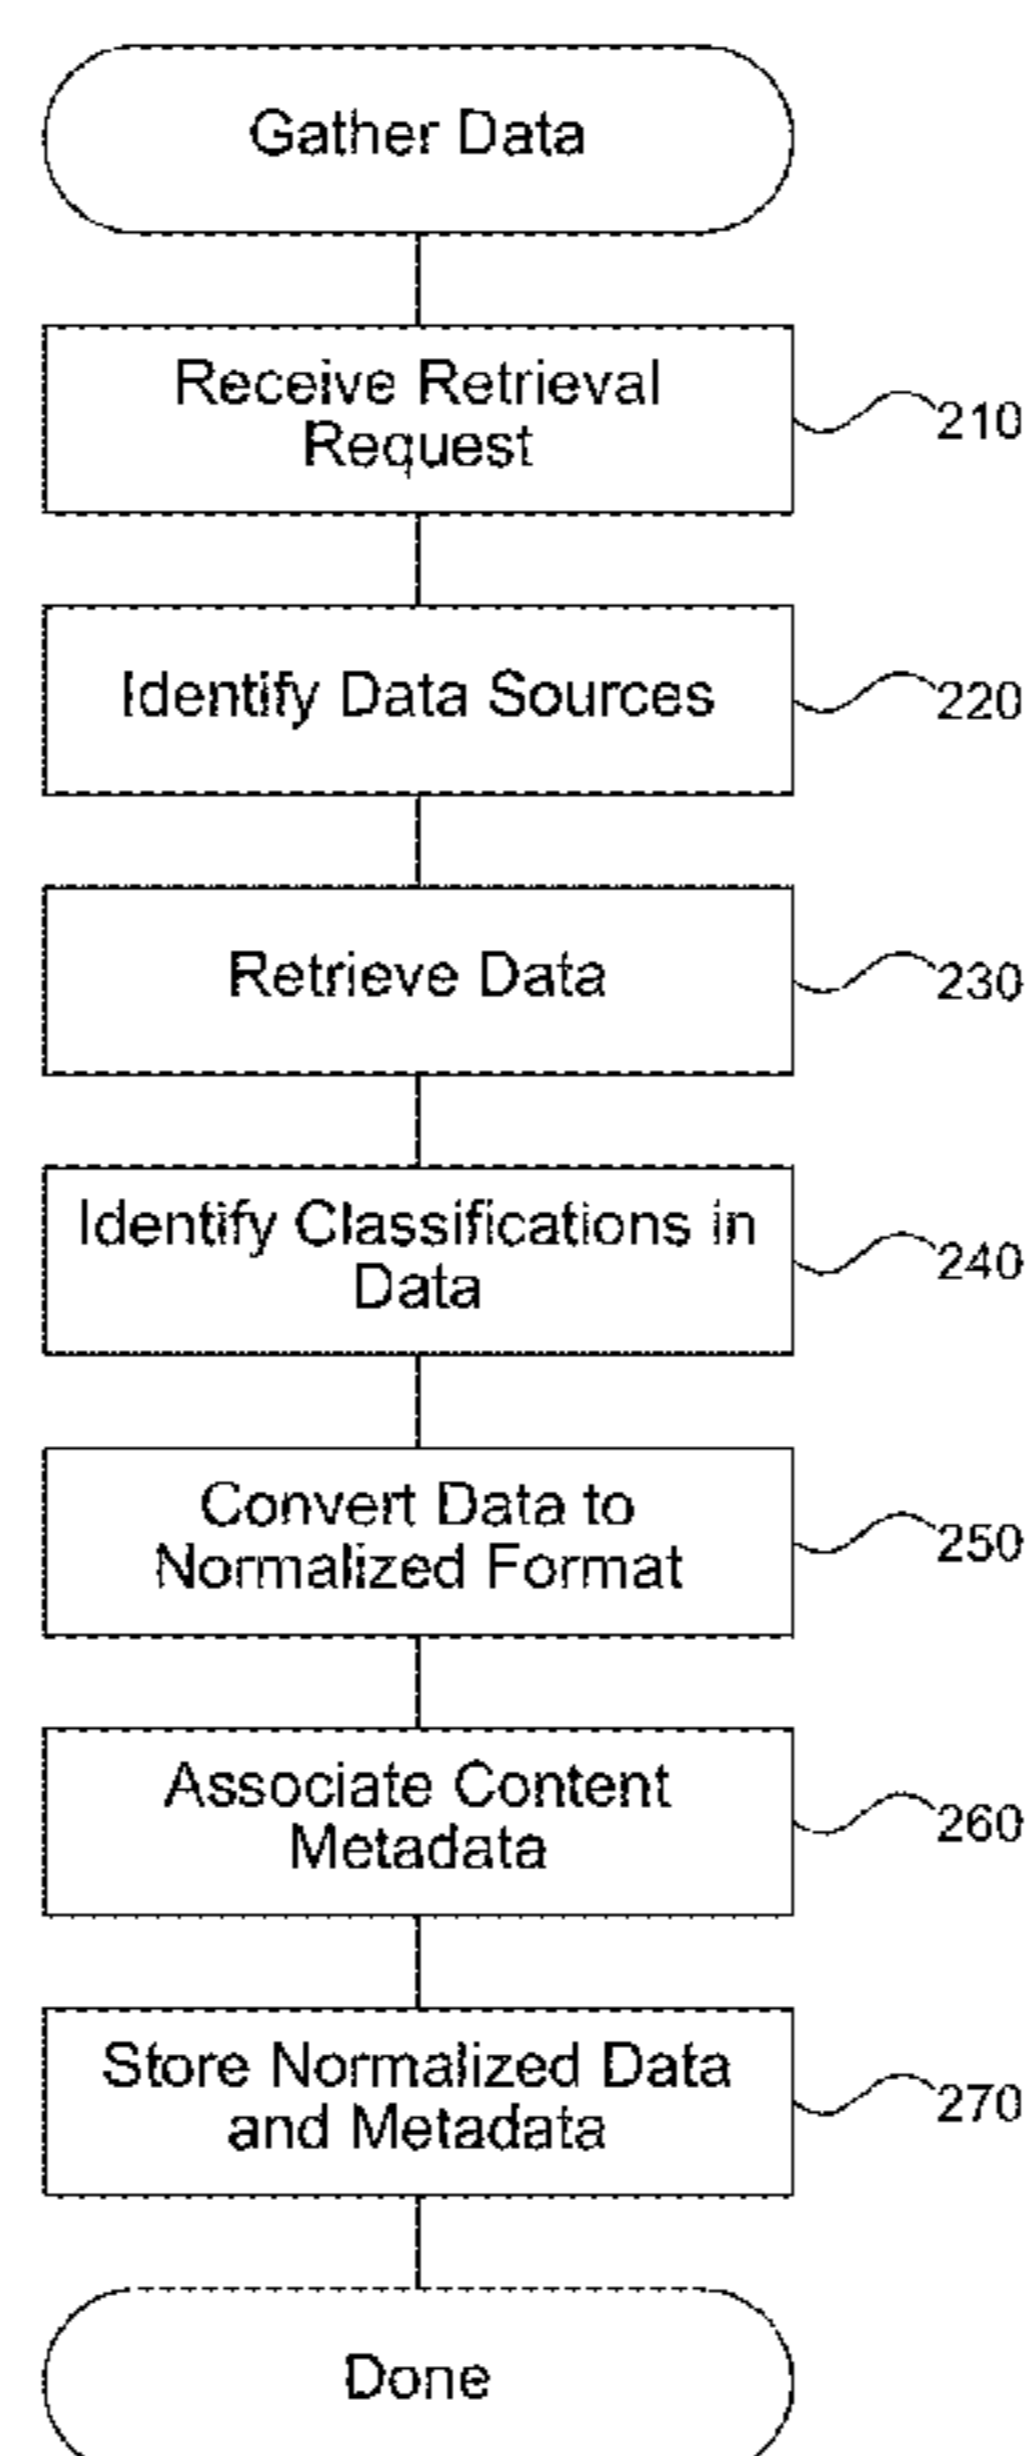 Gather Data
Receive Retrieval
Request
210
Identify Data Sources
220
Retrieve Data
230
Identify Classifications in
Data
240
Convert Data to
Normalized Format
250
Associate Content
Metadata
260
Store Normalized Data
and Metadata
270
Done